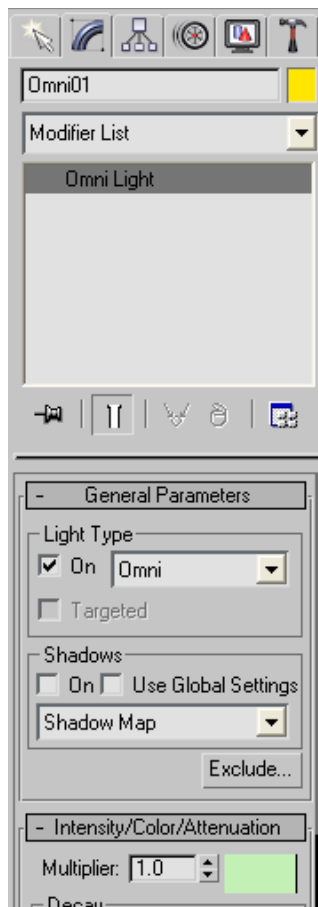 Omni01
Modifier List
Omni Light
- General Parameters
Light Type
On Omni
Targeted
Shadows
On Use Global Settings
Shadow Map
Exclude...
- Intensity/Color/Attenuation
Multiplier: 1.0
Decay